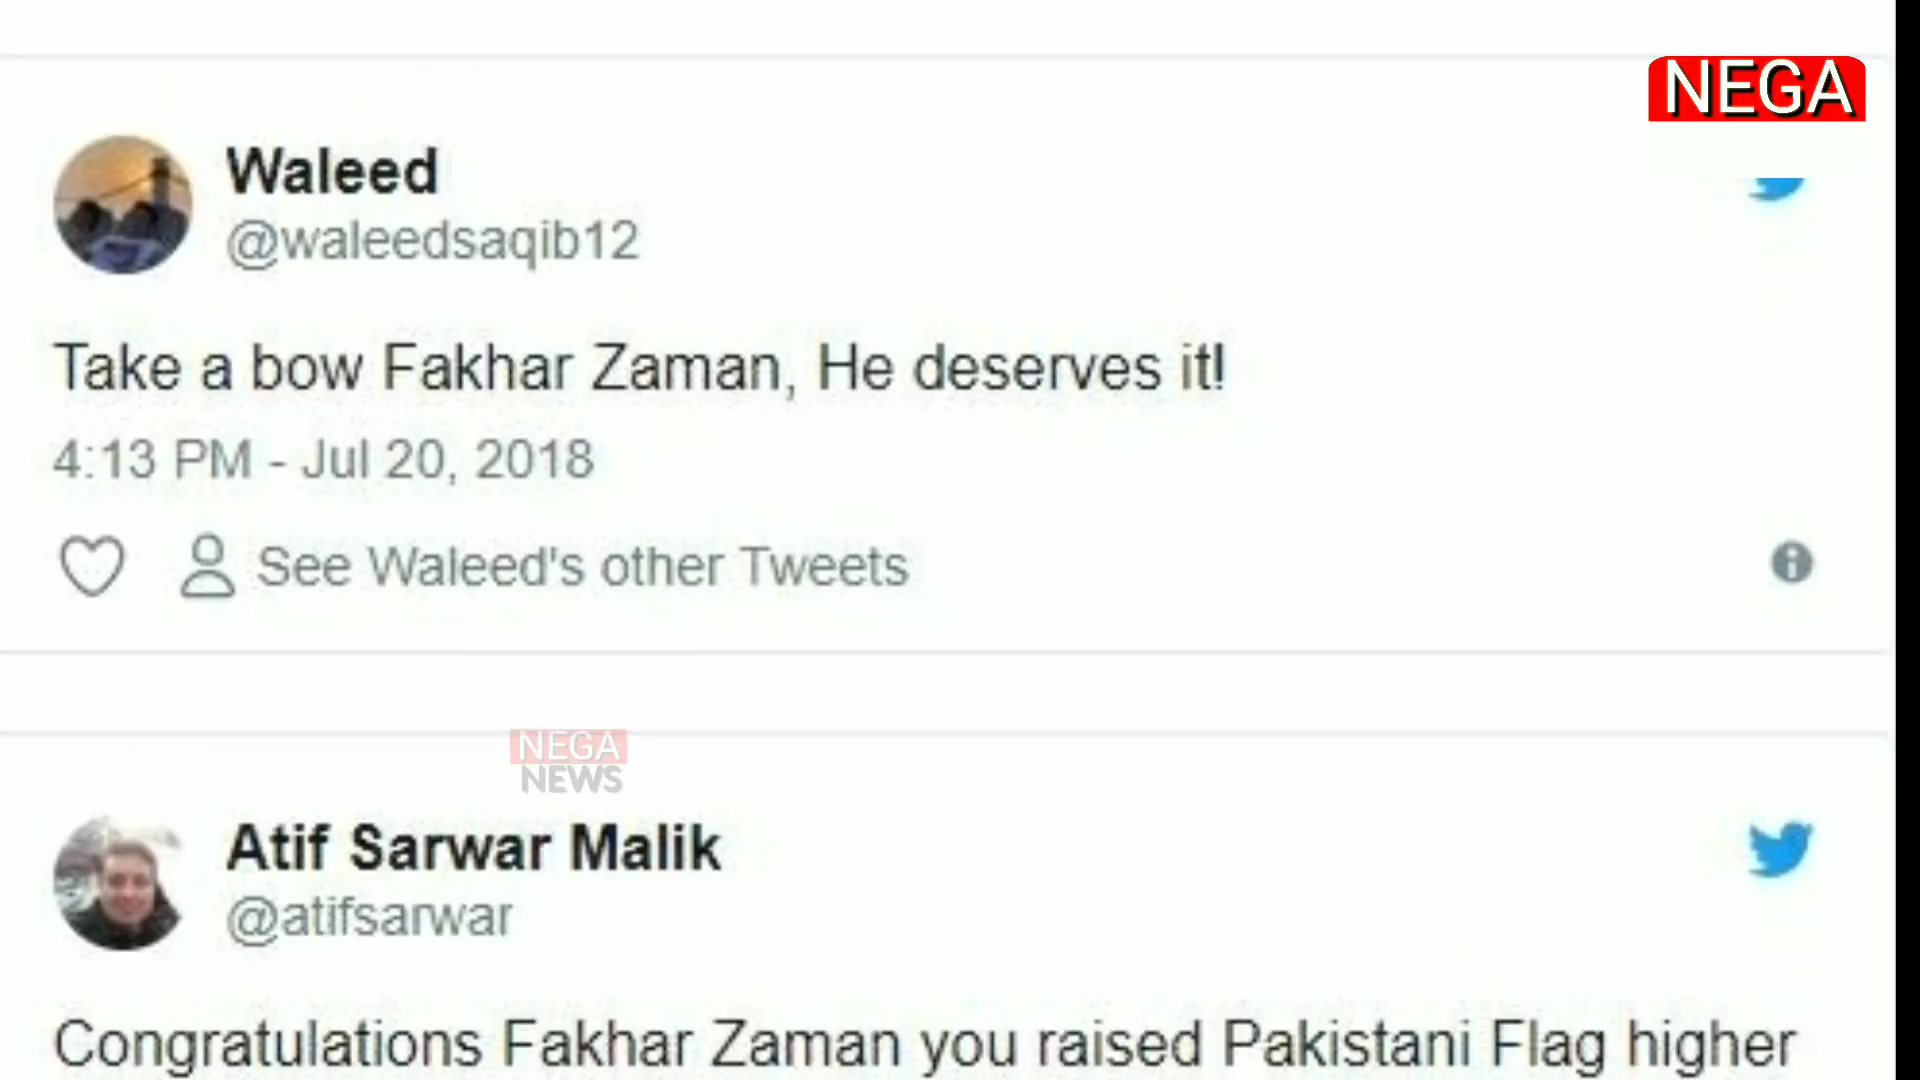 NEGA
Waleed
@waleedsaqib12
Take a bow Fakhar Zaman, He deserves it!
4:13 PM - Jul 20, 2018
See Waleed's other Tweets
NEGA
NEWS
Atif Sarwar Malik
@atifsarwar
Congratulations Fakhar Zaman you raised Pakistani Flag higher